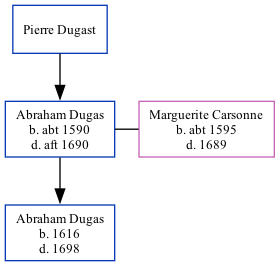 Pierre Dugast
Abraham Dugas
b. abt 1590
d. aft 1690
Marguerite Carsonne
b. abt 1595
d. 1689
Abraham Dugas
b. 1616
d. 1698